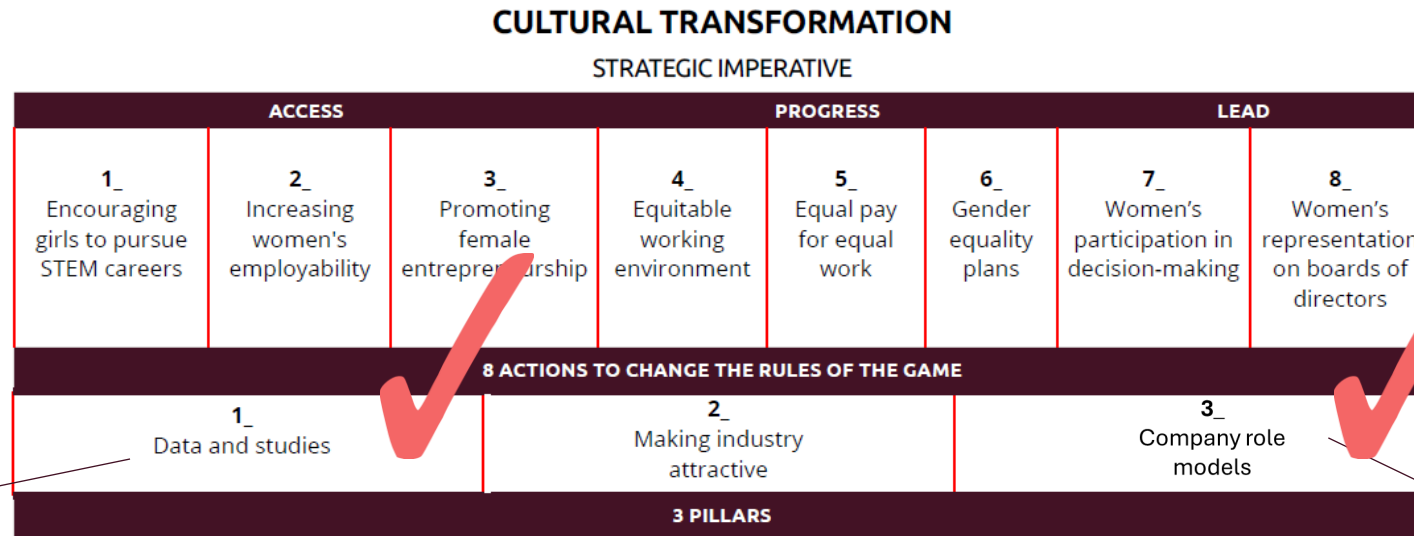 CULTURAL TRANSFORMATION
STRATEGIC IMPERATIVE
ACCESS PROGRESS LEAD
1_
Encouraging
girls to pursue
STEM careers
2_
Increasing
women's
employability
3_
Promoting
female
entrepreneurship
4_
Equitable
working
environment
5_
Equal pay
for equal
work
6_
Gender
equality
plans
7_
Women’s
participation in
decision-making
8_
Women’s
representation
on boards of
directors
8 ACTIONS TO CHANGE THE RULES OF THE GAME
1_
Data and studies
2_
Making industry
attractive
3_
Company role
models
3 PILLARS